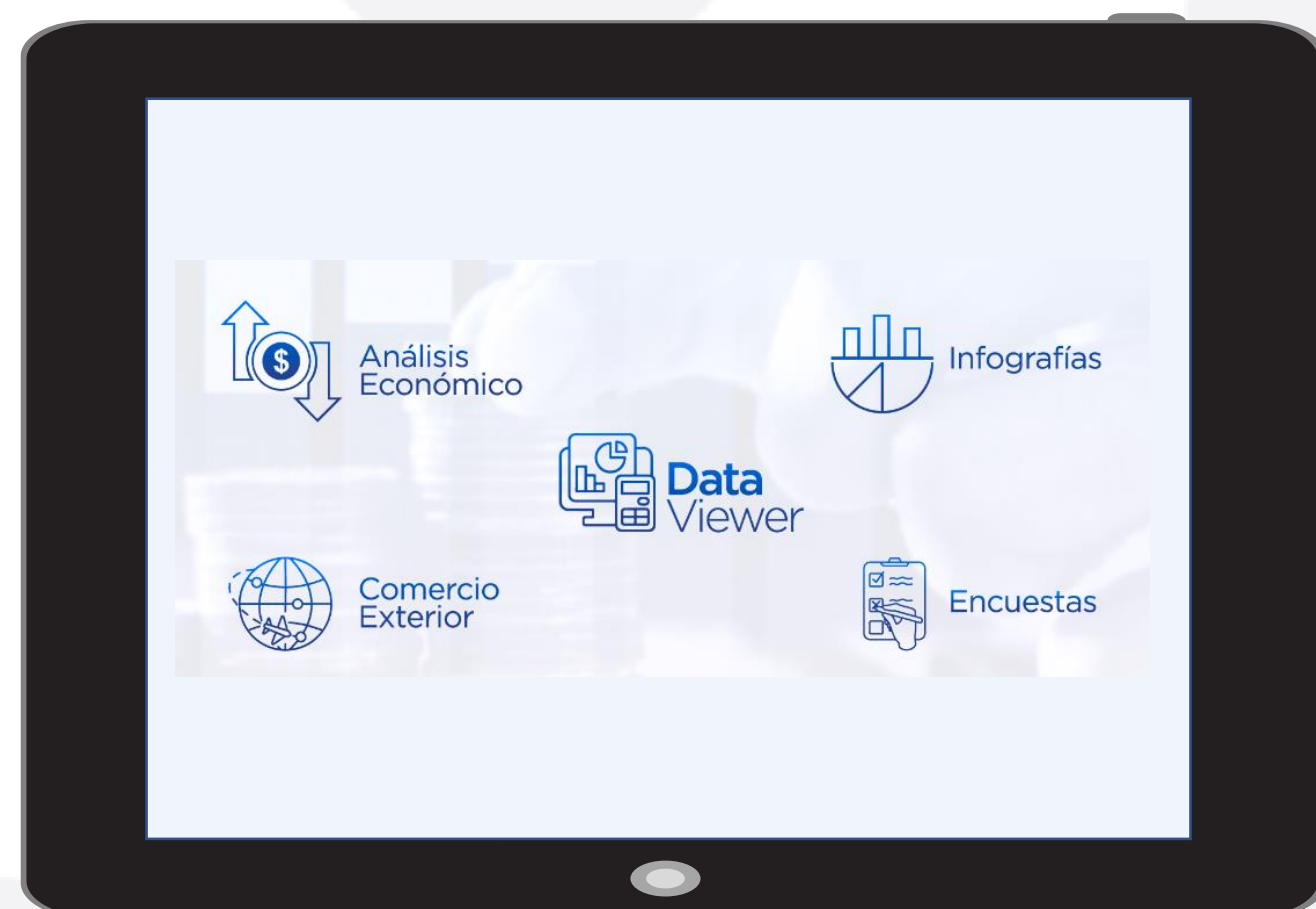 Análisis
Económico
Infografías
Data
Viewer
Comercio
Exterior
Encuestas